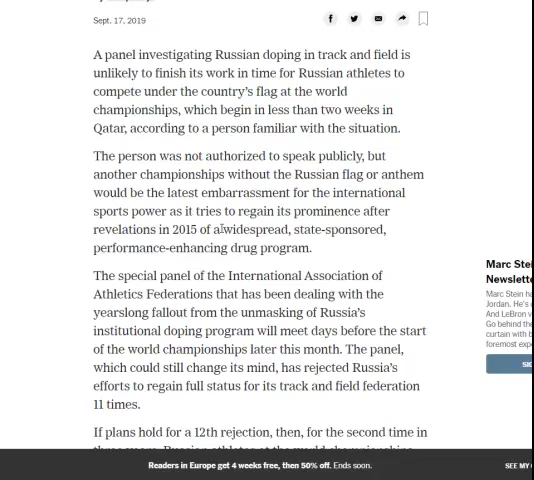 Sept. 17, 2019
A panel investigating Russian doping in track and field is
unlikely to finish its work in time for Russian athletes to
compete under the country's flag at the world
championships, which begin in less than two weeks in
Qatar, according to a person familiar with the situation.
The person was not authorized to speak publicly, but
another championships without the Russian flag or anthem
would be the latest embarrassment for the international
sports power as it tries to regain its prominence after
revelations in 2015 of a widespread, state-sponsored,
performance-enhancing drug program.
The special panel of the International Association of
Athletics Federations that has been dealing with the
yearslong fallout from the unmasking of Russia's
institutional doping program will meet days before the start
of the world championships later this month. The panel,
which could still change its mind, has rejected Russia's
efforts to regain full status for its track and field federation
11 times.
If plans hold for a 12th rejection, then, for the second time in
Marc Stei
Newslette
Marc Stein ha
Jordan. He's
And LeBron v
Go behind the
curtain with b
foremost expe
SIG
Readers in Europe get 4 weeks free, then 50% off. Ends soon.
SEE MY